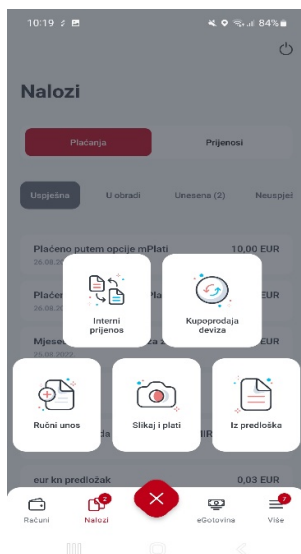 10:19
84%
Nalozi
Plaćanja
Prijenosi
Uspješna
U obradi
Unesena (2)
Neuspjel
Plaćeno putem opcije mPlati
10,00 EUR
26.08.20
EUR
EUR
Interni
prijenos
Kupoprodaja
deviza
Ručni unos
Slikaj i plati
Iz predloška
eur kn predložak
0,03 EUR
2
7
Računi
Nalozi
eGotovina
Više